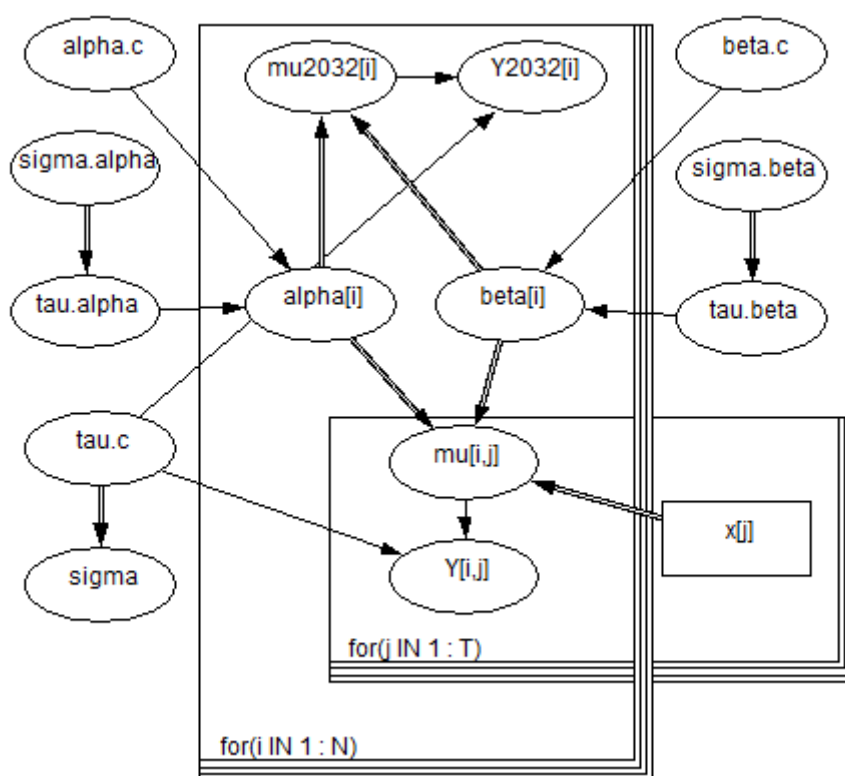 alpha.c
mu2032[i]
Y2032[i]
beta.c
sigma.alpha
sigma.beta
tau.alpha
alpha[i]
beta[i]
tau.beta
tau.c
mu[i,j]
x[j]
sigma
Y[i,j]
for(j IN 1 : T)
for(i IN 1 : N)